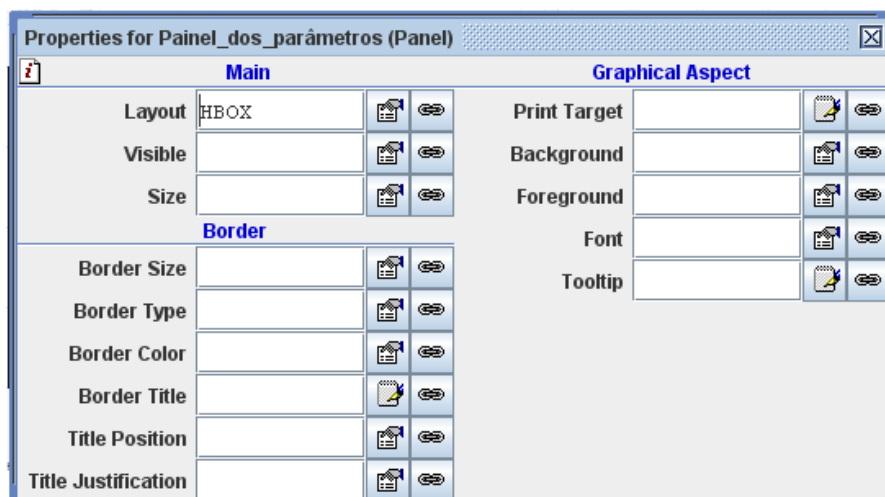 Properties for Painel_dos_parâmetros (Panel)
i
Main
Layout HBOX
Visible
Size
Border
Border Size
Border Type
Border Color
Border Title
Title Position
Title Justification
Graphical Aspect
Print Target
Background
Foreground
Font
Tooltip